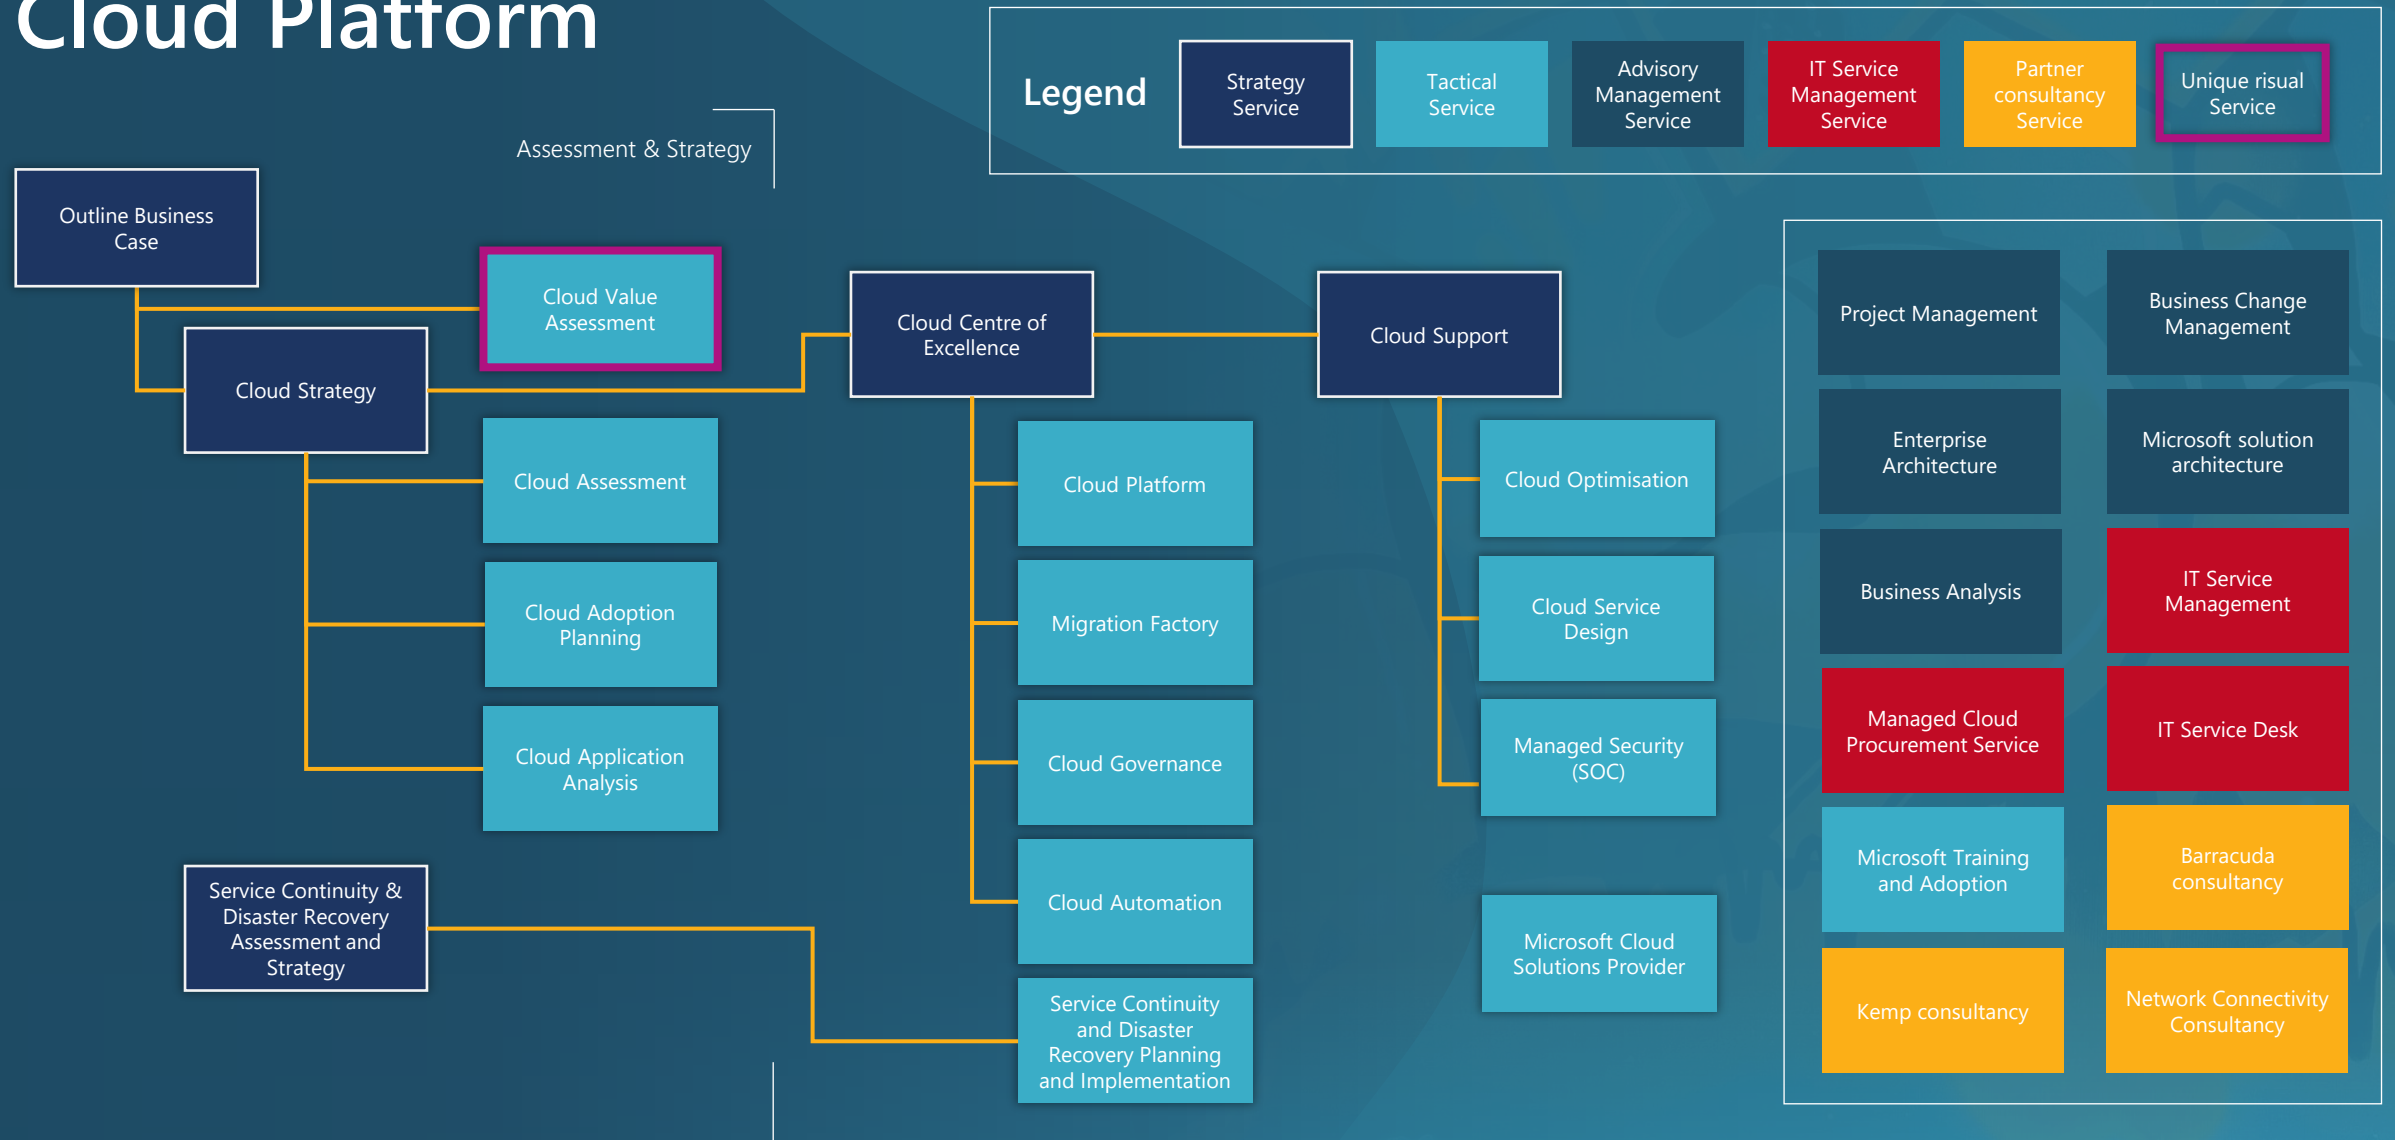 Cloud Platform
Legend
Strategy
Service
Tactical
Service
Advisory
Management
Service
IT Service
Management
Service
Partner
consultancy
Service
Unique risual
Service
Assessment & Strategy
Outline Business
Case
Cloud Value
Assessment
Cloud Strategy
Cloud Assessment
Cloud Adoption
Planning
Cloud Application
Analysis
Service Continuity &
Disaster Recovery
Assessment and
Strategy
Cloud Centre of
Excellence
Cloud Platform
Migration Factory
Cloud Governance
Cloud Automation
Service Continuity
and Disaster
Recovery Planning
and Implementation
Cloud Support
Cloud Optimisation
Cloud Service
Design
Managed Security
(SOC)
Microsoft Cloud
Solutions Provider
Project Management
Business Change
Management
Enterprise
Architecture
Microsoft solution
architecture
Business Analysis
IT Service
Management
Managed Cloud
Procurement Service
IT Service Desk
Microsoft Training
and Adoption
Barracuda
consultancy
Kemp consultancy
Network Connectivity
Consultancy